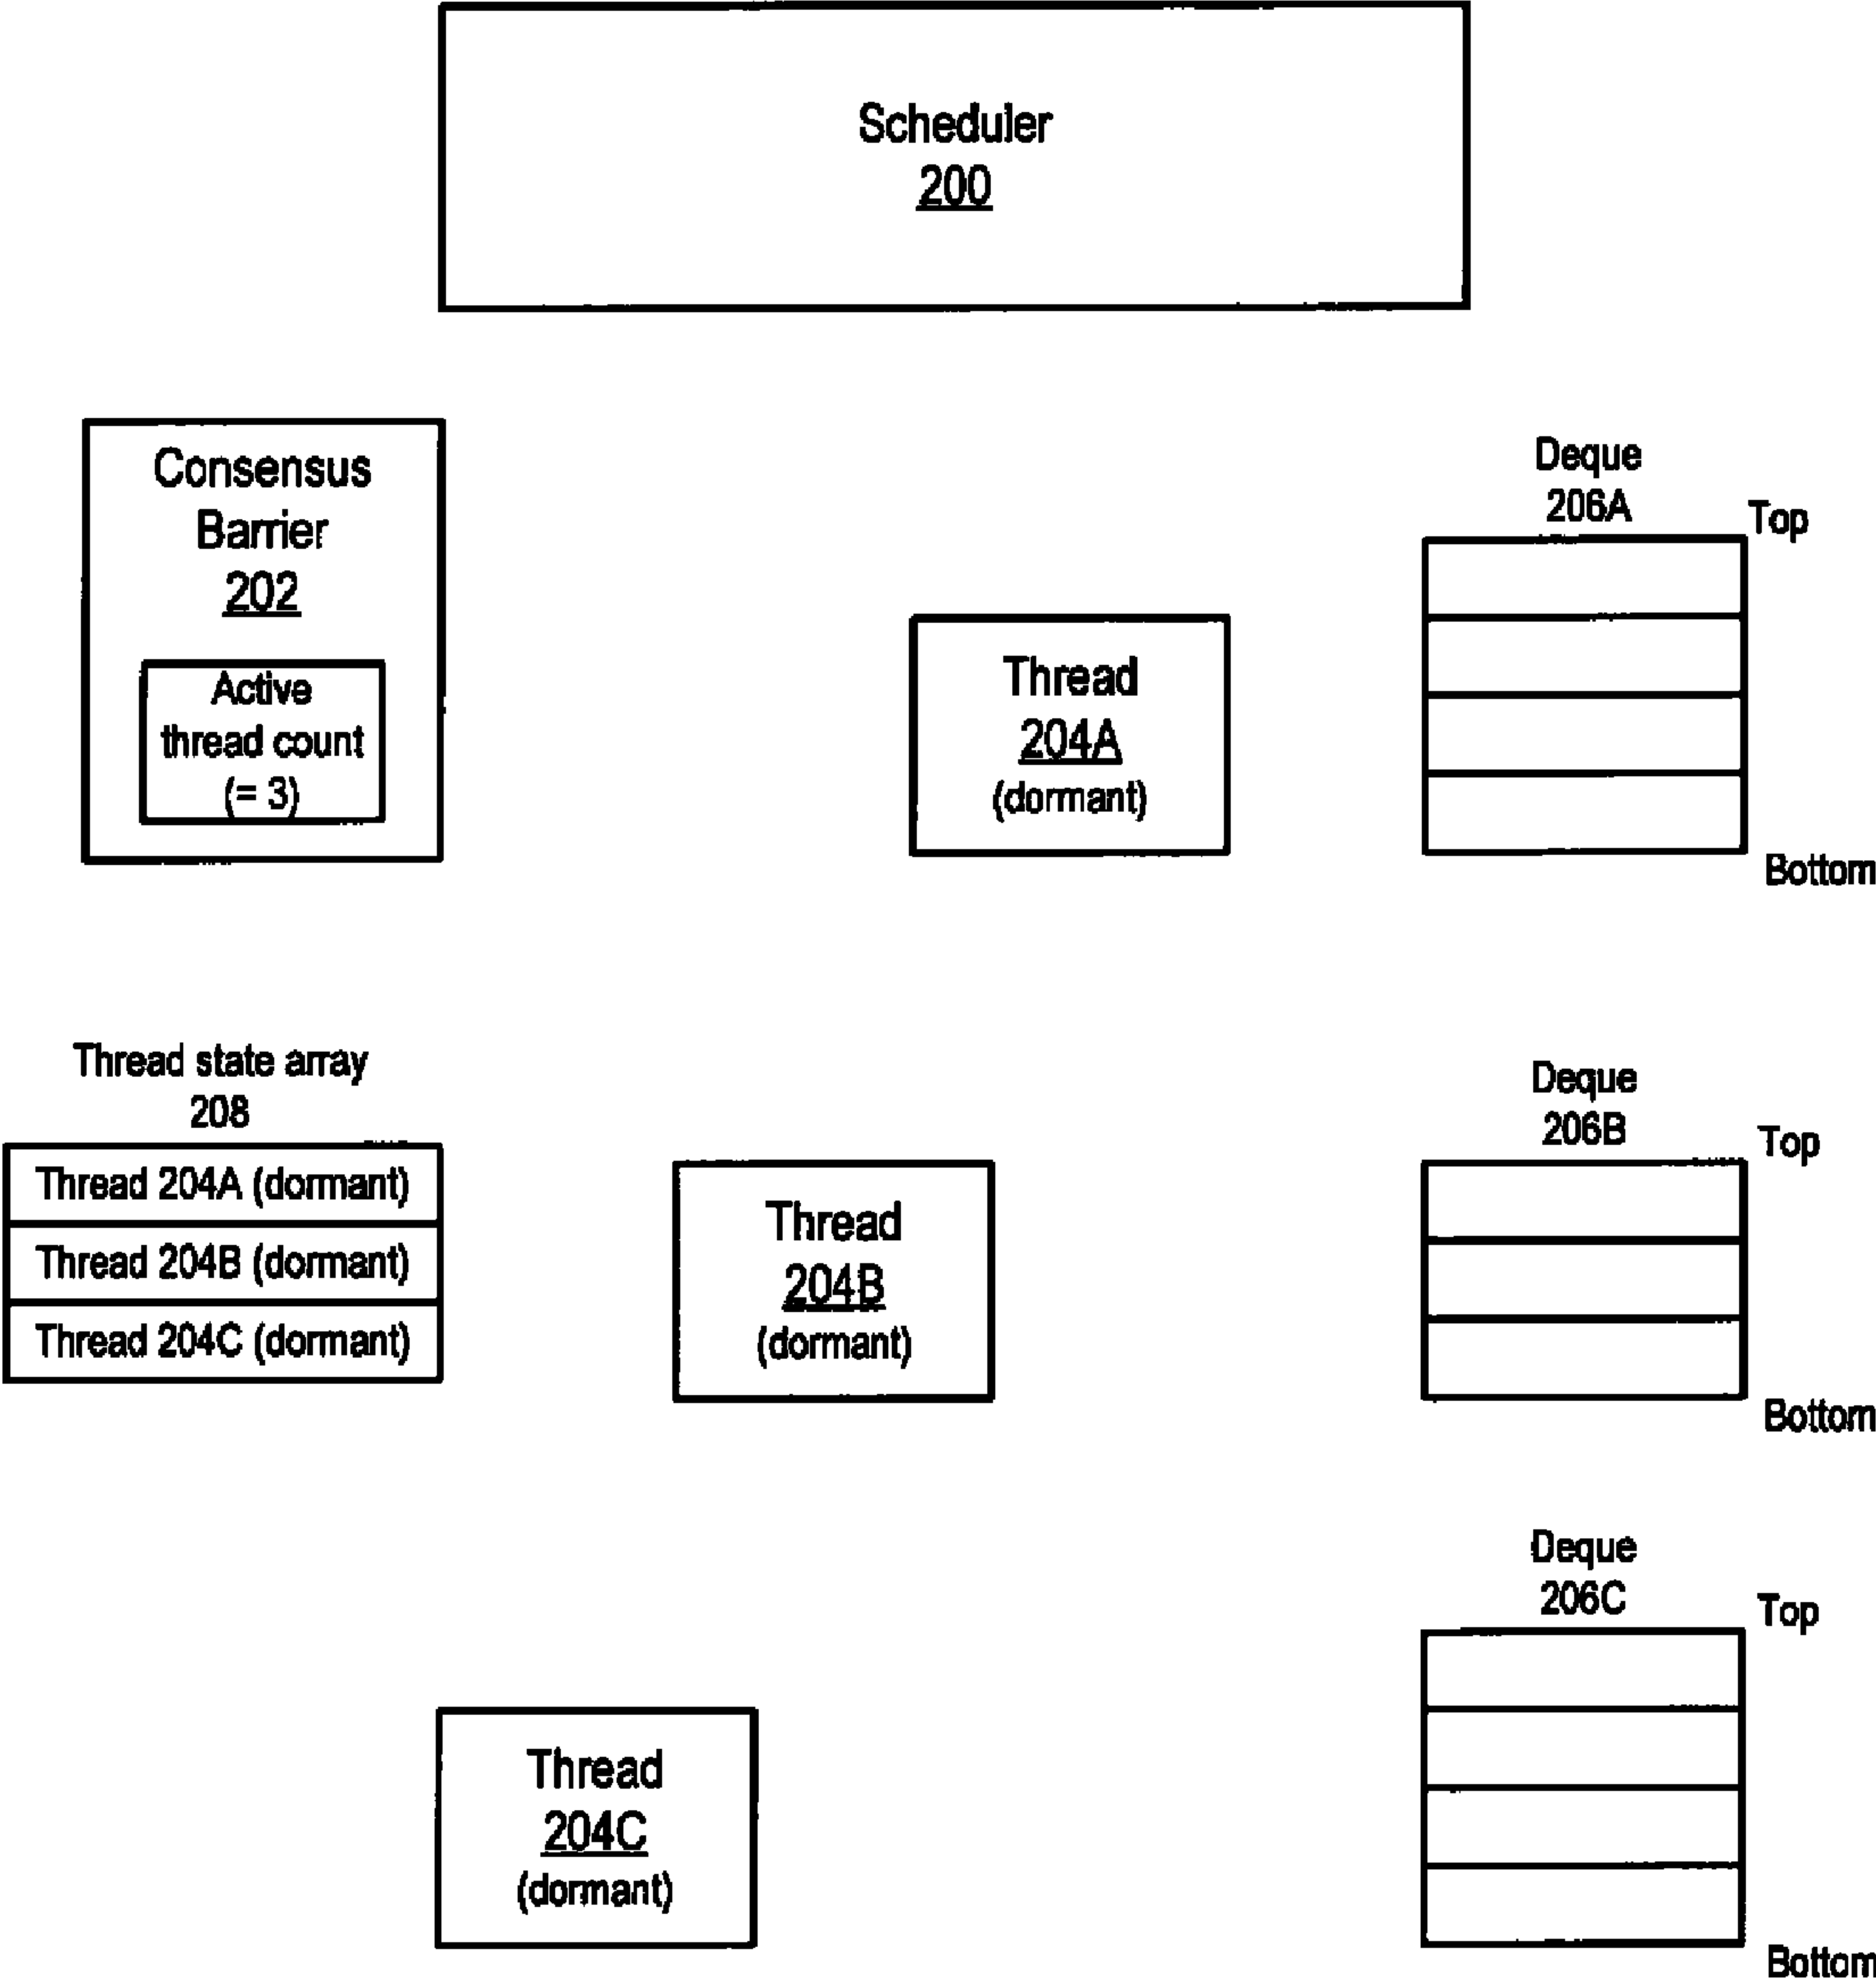 Scheduler
200
Consensus
Barrier
202
Active
thread count
(= 3)
Thread
204A
(dormant)
Deque
206A
Top
Bottom
Thread state array
208
Thread 204A (dormant)
Thread 204B (dormant)
Thread 204C (dormant)
Thread
204B
(dormant)
Deque
206B
Top
Bottom
Thread
204C
(dormant)
Deque
206C
Top
Bottom